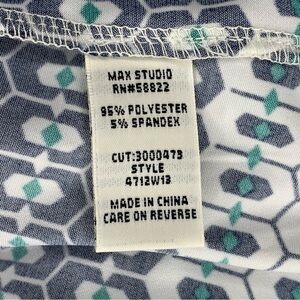 MAX STUDIO
RN#58822
95% POLYESTER
5% SPANDEX
CUT:3000473
STYLE
4712W13
MADE IN CHINA
CARE ON REVERSE